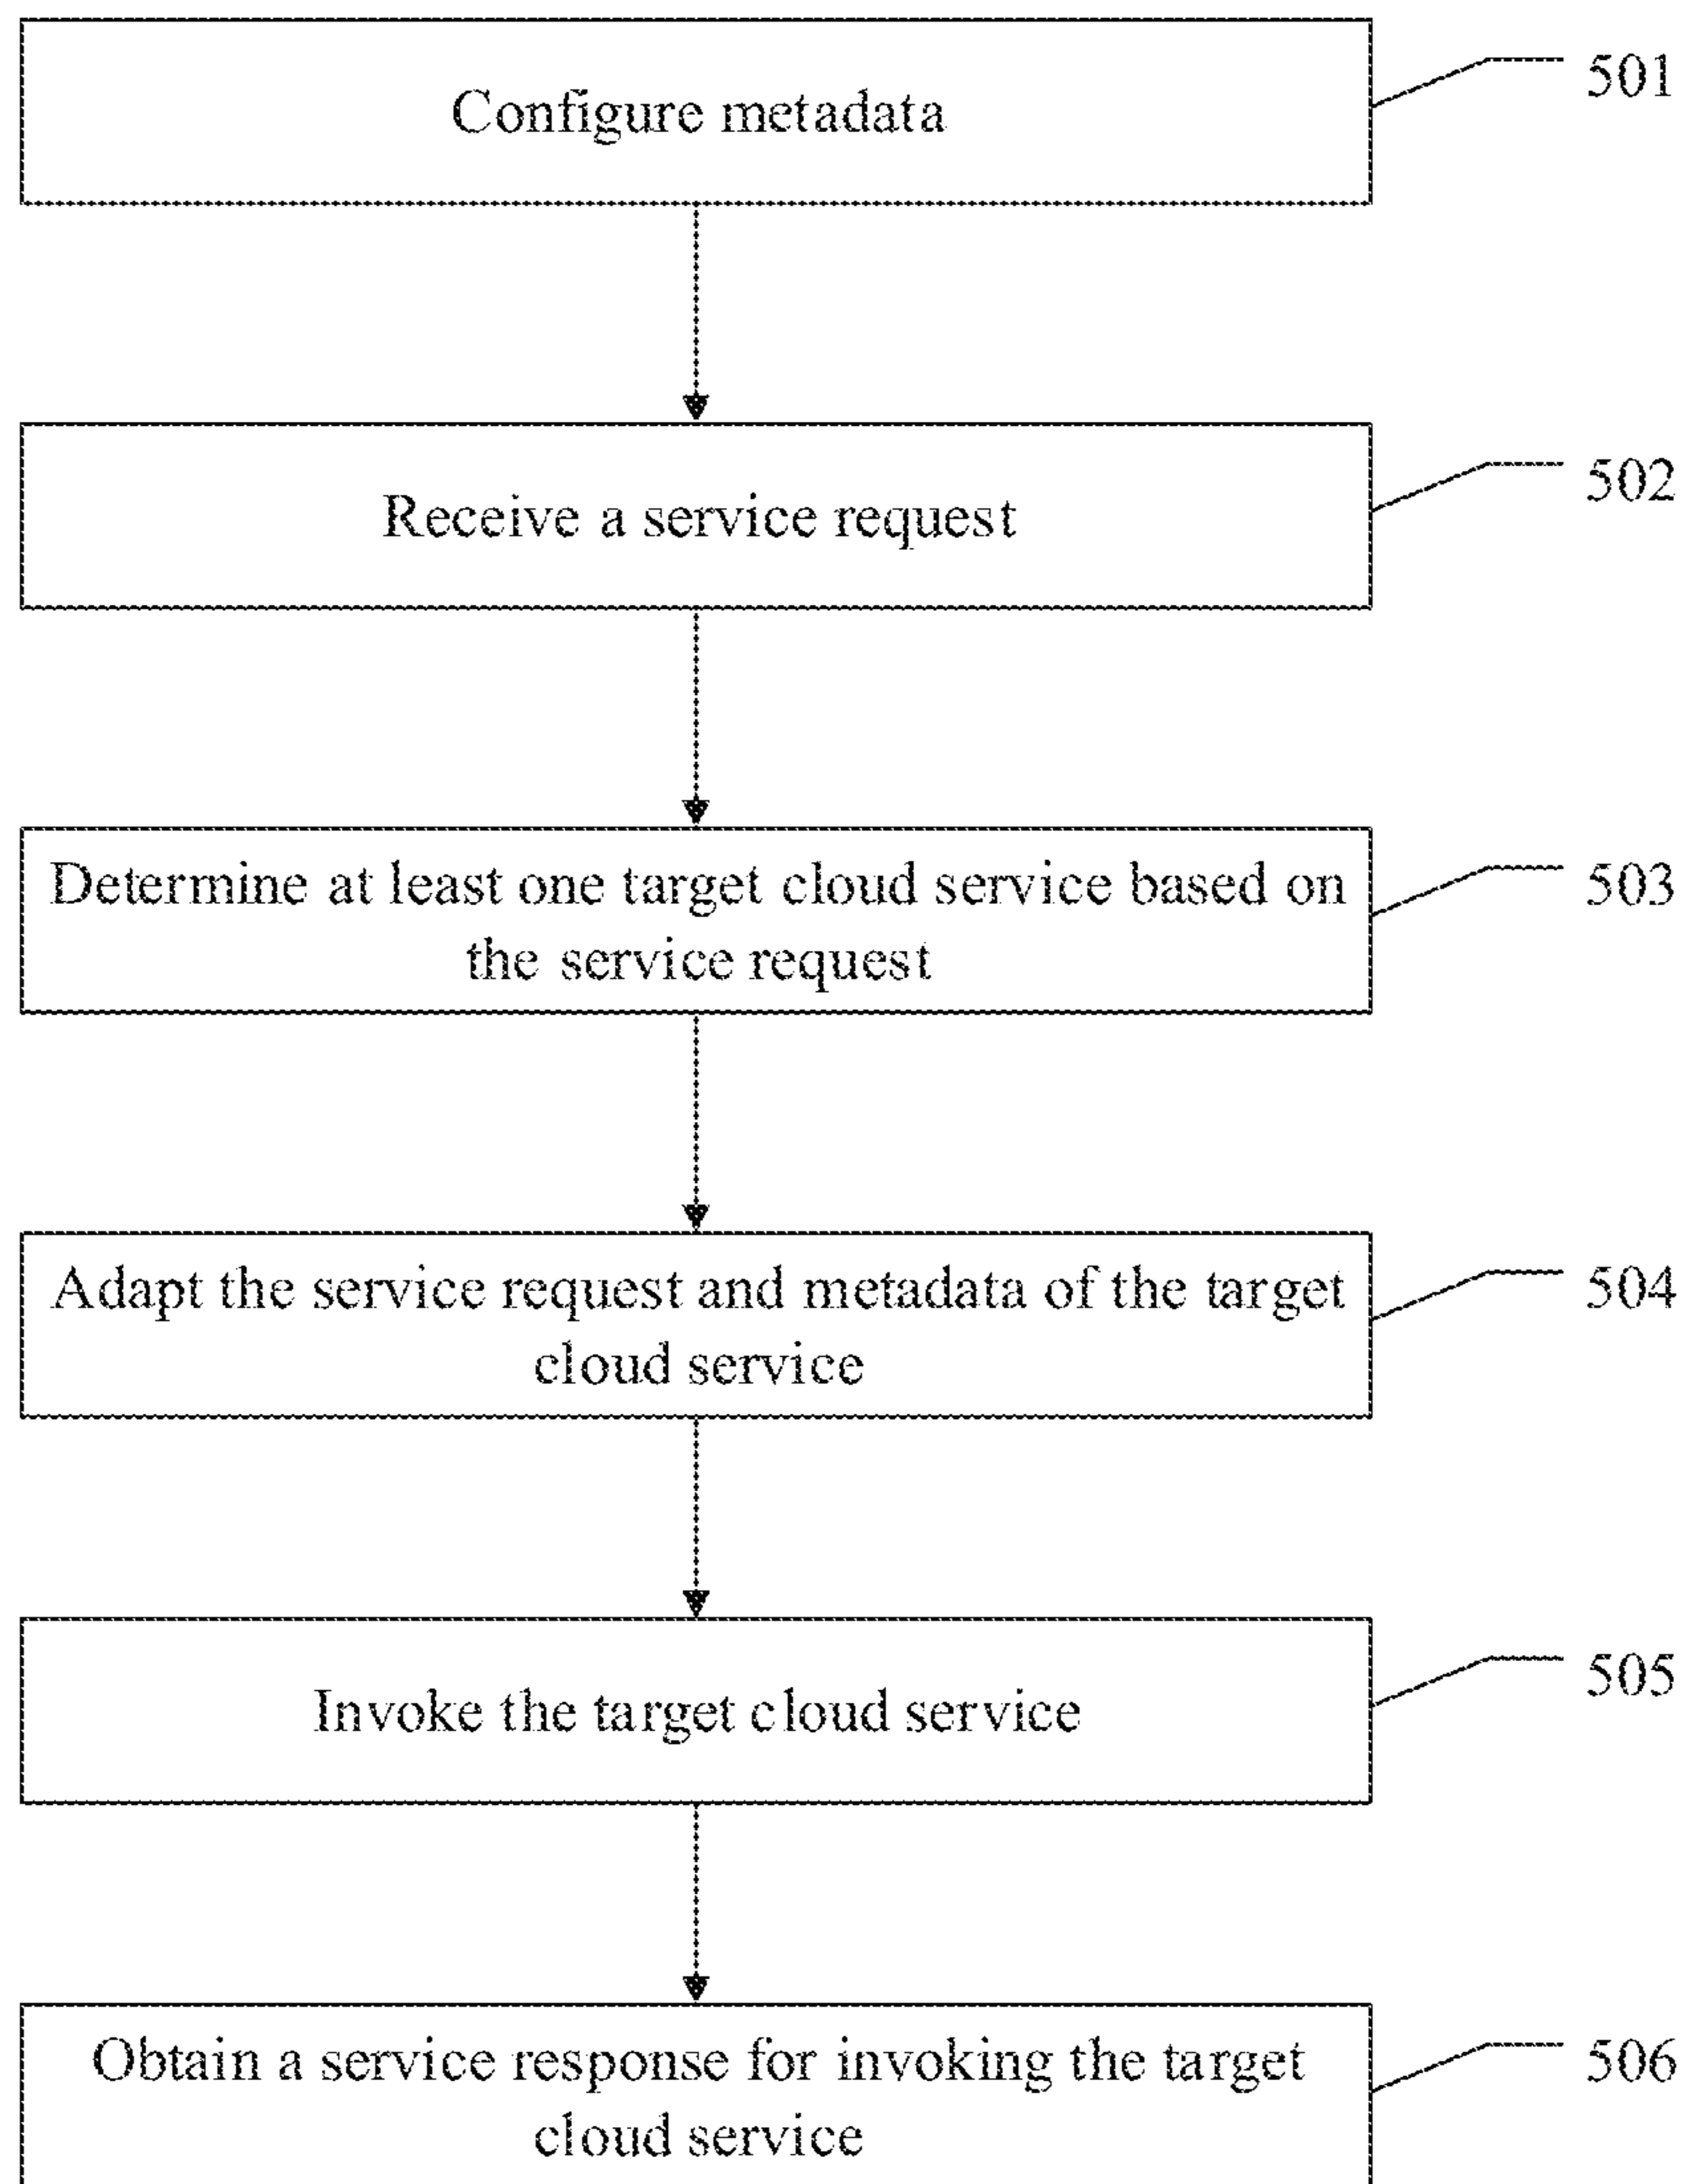 Configure metadata
501
Receive a service request
502
Determine at least one target cloud service based on
the service request
503
Adapt the service request and metadata of the target
cloud service
504
Invoke the target cloud service
505
Obtain a service response for invoking the target
cloud service
506